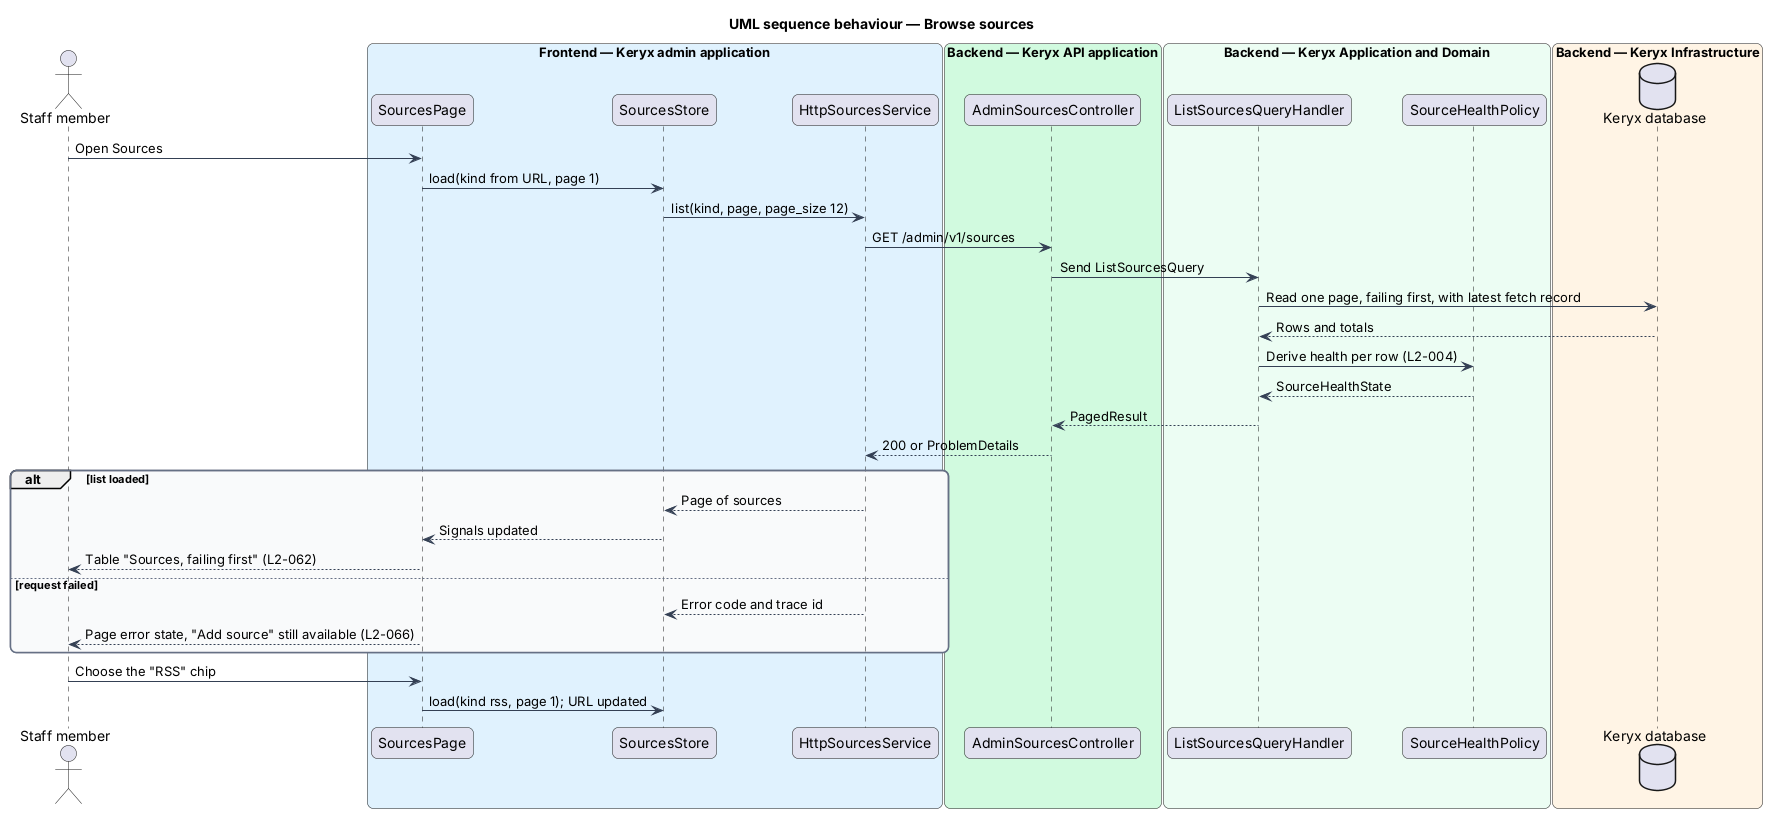 UML sequence behaviour — Browse sources
Frontend — Keryx admin application
Backend — Keryx API application
Backend — Keryx Application and Domain
Backend — Keryx Infrastructure
Staff member
SourcesPage
SourcesStore
HttpSourcesService
AdminSourcesController
ListSourcesQueryHandler
SourceHealthPolicy
Keryx database
Open Sources
load(kind from URL, page 1)
list(kind, page, page_size 12)
GET /admin/v1/sources
Send ListSourcesQuery
Read one page, failing first, with latest fetch record
Rows and totals
Derive health per row (L2-004)
SourceHealthState
PagedResult
200 or ProblemDetails
alt
[list loaded]
Page of sources
Signals updated
Table "Sources, failing first" (L2-062)
[request failed]
Error code and trace id
Page error state, "Add source" still available (L2-066)
Choose the "RSS" chip
load(kind rss, page 1); URL updated
Staff member
SourcesPage
SourcesStore
HttpSourcesService
AdminSourcesController
ListSourcesQueryHandler
SourceHealthPolicy
Keryx database